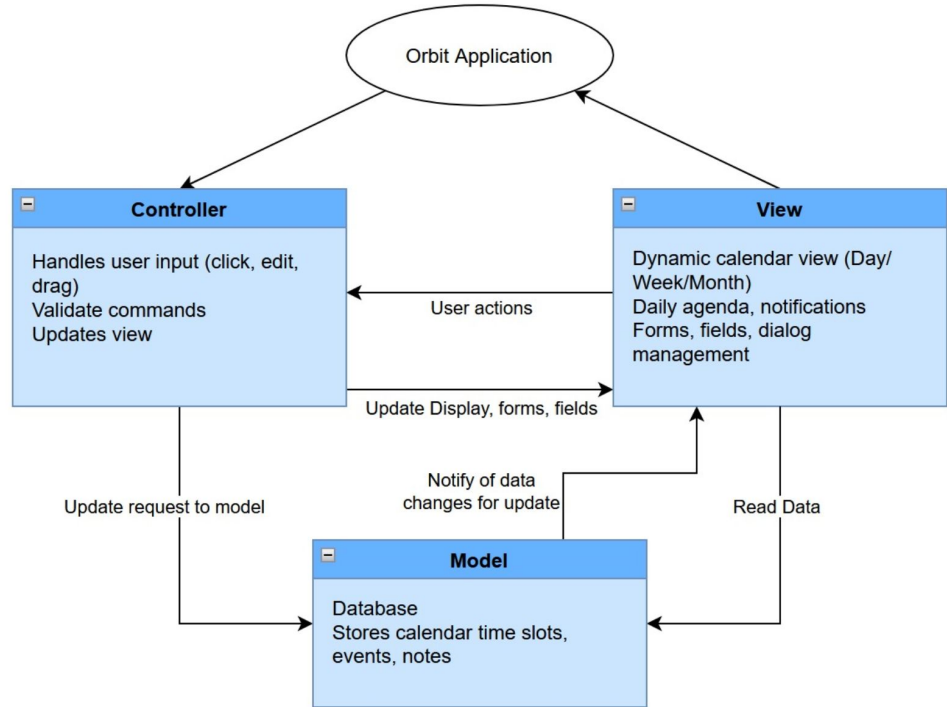 Orbit Application
Controller
Handles user input (click, edit,
drag)
Validate commands
Updates view
View
Dynamic calendar view (Day/
Week/Month)
Daily agenda, notifications
Forms, fields, dialog
management
User actions
Update Display, forms, fields
Update request to model
Notify of data
changes for update
Read Data
Model
Database
Stores calendar time slots,
events, notes